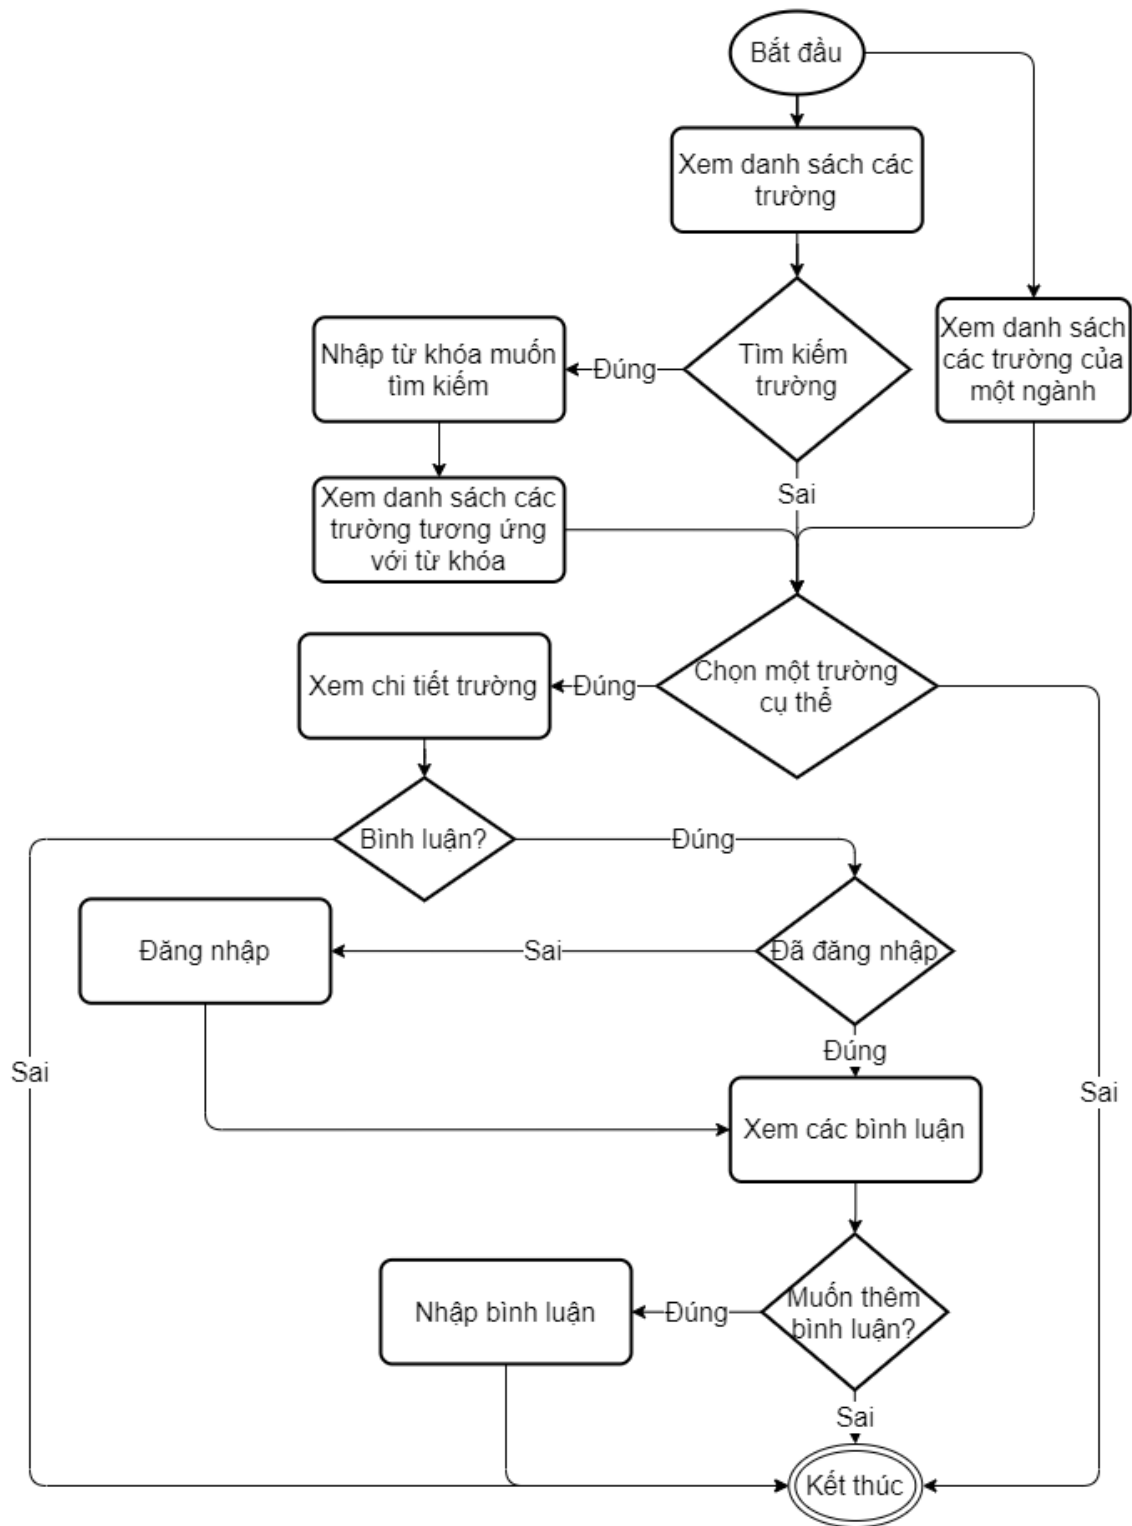 Bắt đầu
Xem danh sách các
trường
Xem danh sách
các trường của
một ngành
Tìm kiếm
trường
Đúng
Nhập từ khóa muốn
tìm kiếm
Sai
Xem danh sách các
trường tương ứng
với từ khóa
Chọn một trường
cụ thể
Đúng
Xem chi tiết trường
Bình luận?
Đúng
Đã đăng nhập
Sai
Đăng nhập
Đúng
Sai
Sai
Xem các bình luận
Muốn thêm
bình luận?
Đúng
Nhập bình luận
Sai
Kết thúc